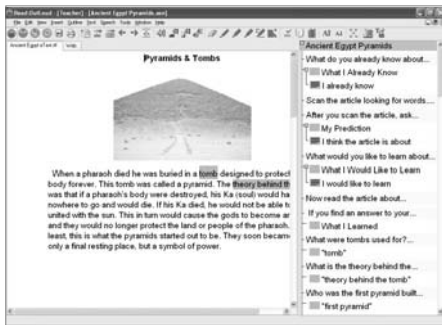 Read:OutLoud - [Teacher] - [Ancient Egypt Pyramids.ann]
File Edit View Insert Outline Text Speech Tools Window Help
Ancient Egypt of and.rtf Web
Pyramids & Tombs
When a pharaoh died he was buried in a tomb designed to protect
body forever. This tomb was called a pyramid. The theory behind th
was that if a pharaoh's body were destroyed, his Ka (soul) would ha
nowhere to go and would die. If his Ka died, he would not be able to
united with the sun. This in turn would cause the gods to become ar
and they would no longer protect the land or people of the pharaoh.
least, this is what the pyramids started out to be. They soon became
only a final resting place, but a symbol of power.
Ancient Egypt Pyramids
What do you already know about...
What I Already Know
I already know
Scan the article looking for words....
After you scan the article, ask...
My Prediction
I think the article is about
What would you like to learn about...
What I Would Like to Learn
I would like to learn
Now read the article about...
If you find an answer to your...
What I Learned
What were tombs used for?...
"tomb"
What is the theory behind the...
"theory behind the tomb"
Who was the first pyramid built...
"first pyramid"